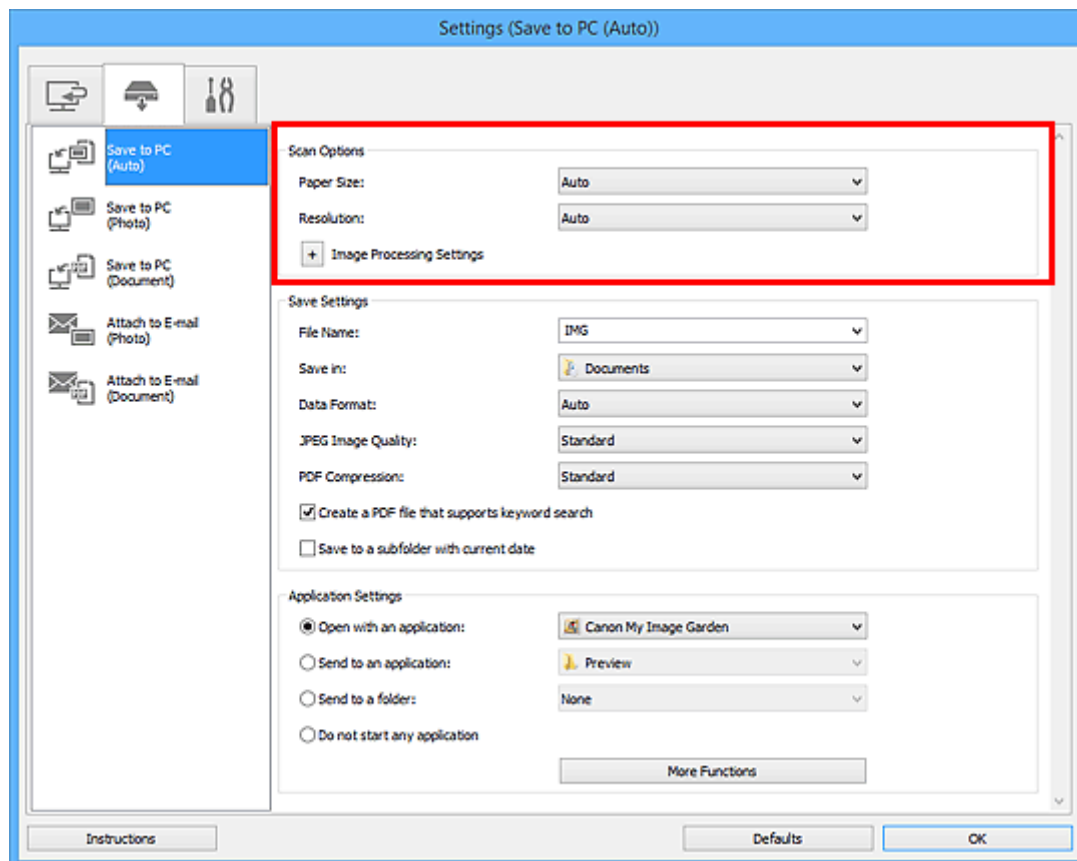 Settings (Save to PC (Auto))
Save to PC
(Auto)
Save to PC
(Photo)
Save to PC
(Document)
Attach to E-mail
(Photo)
Attach to E-mail
(Document)
Scan Options
Paper Size: Auto
Resolution: Auto
+ Image Processing Settings
Save Settings
File Name: IMG
Save in: Documents
Data Format: Auto
JPEG Image Quality: Standard
PDF Compression: Standard
Create a PDF file that supports keyword search
Save to a subfolder with current date
Application Settings
Open with an application: Canon My Image Garden
Send to an application: Preview
Send to a folder: None
Do not start any application
More Functions
Instructions Defaults OK